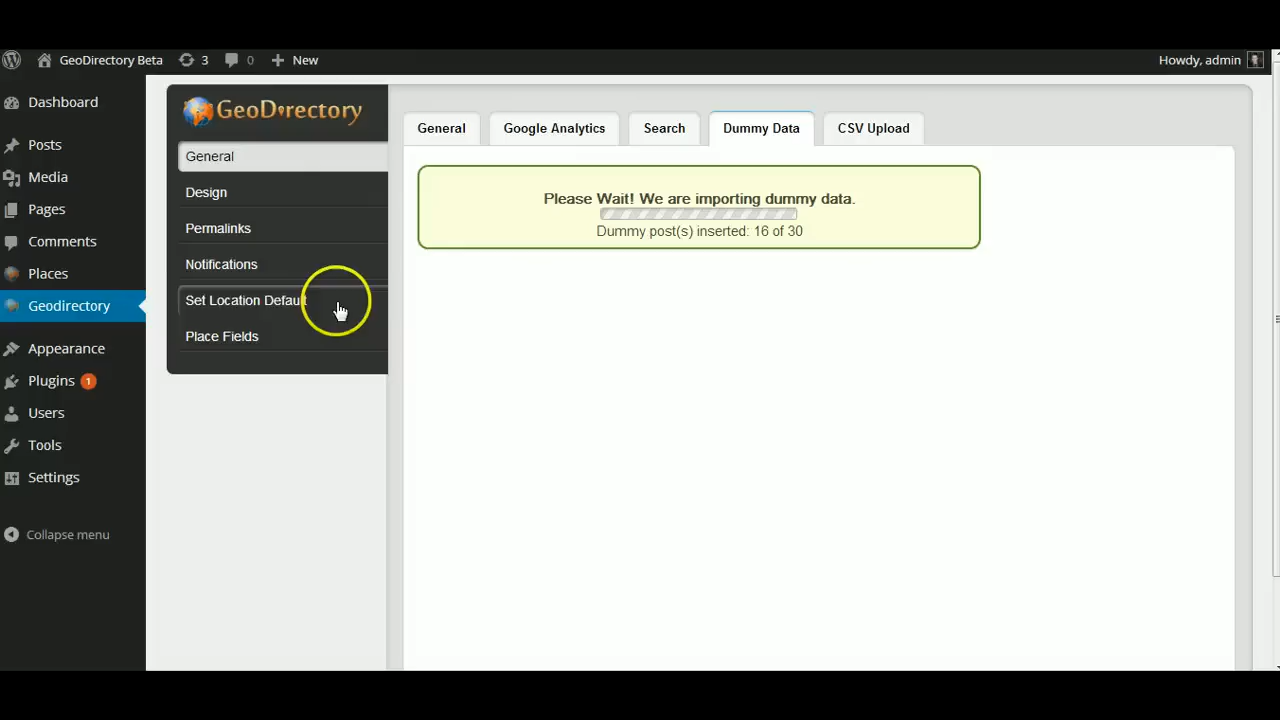 GeoDirectory Beta 3 0 New Howdy, admin
Dashboard
Posts
Media
Pages
Comments
Places
Geodirectory
Appearance
Plugins 1
Users
Tools
Settings
Collapse menu
GeoDirectory
General
Design
Permalinks
Notifications
Set Location Default
Place Fields
General Google Analytics Search Dummy Data CSV Upload
Please Wait! We are importing dummy data.
Dummy post(s) inserted: 16 of 30